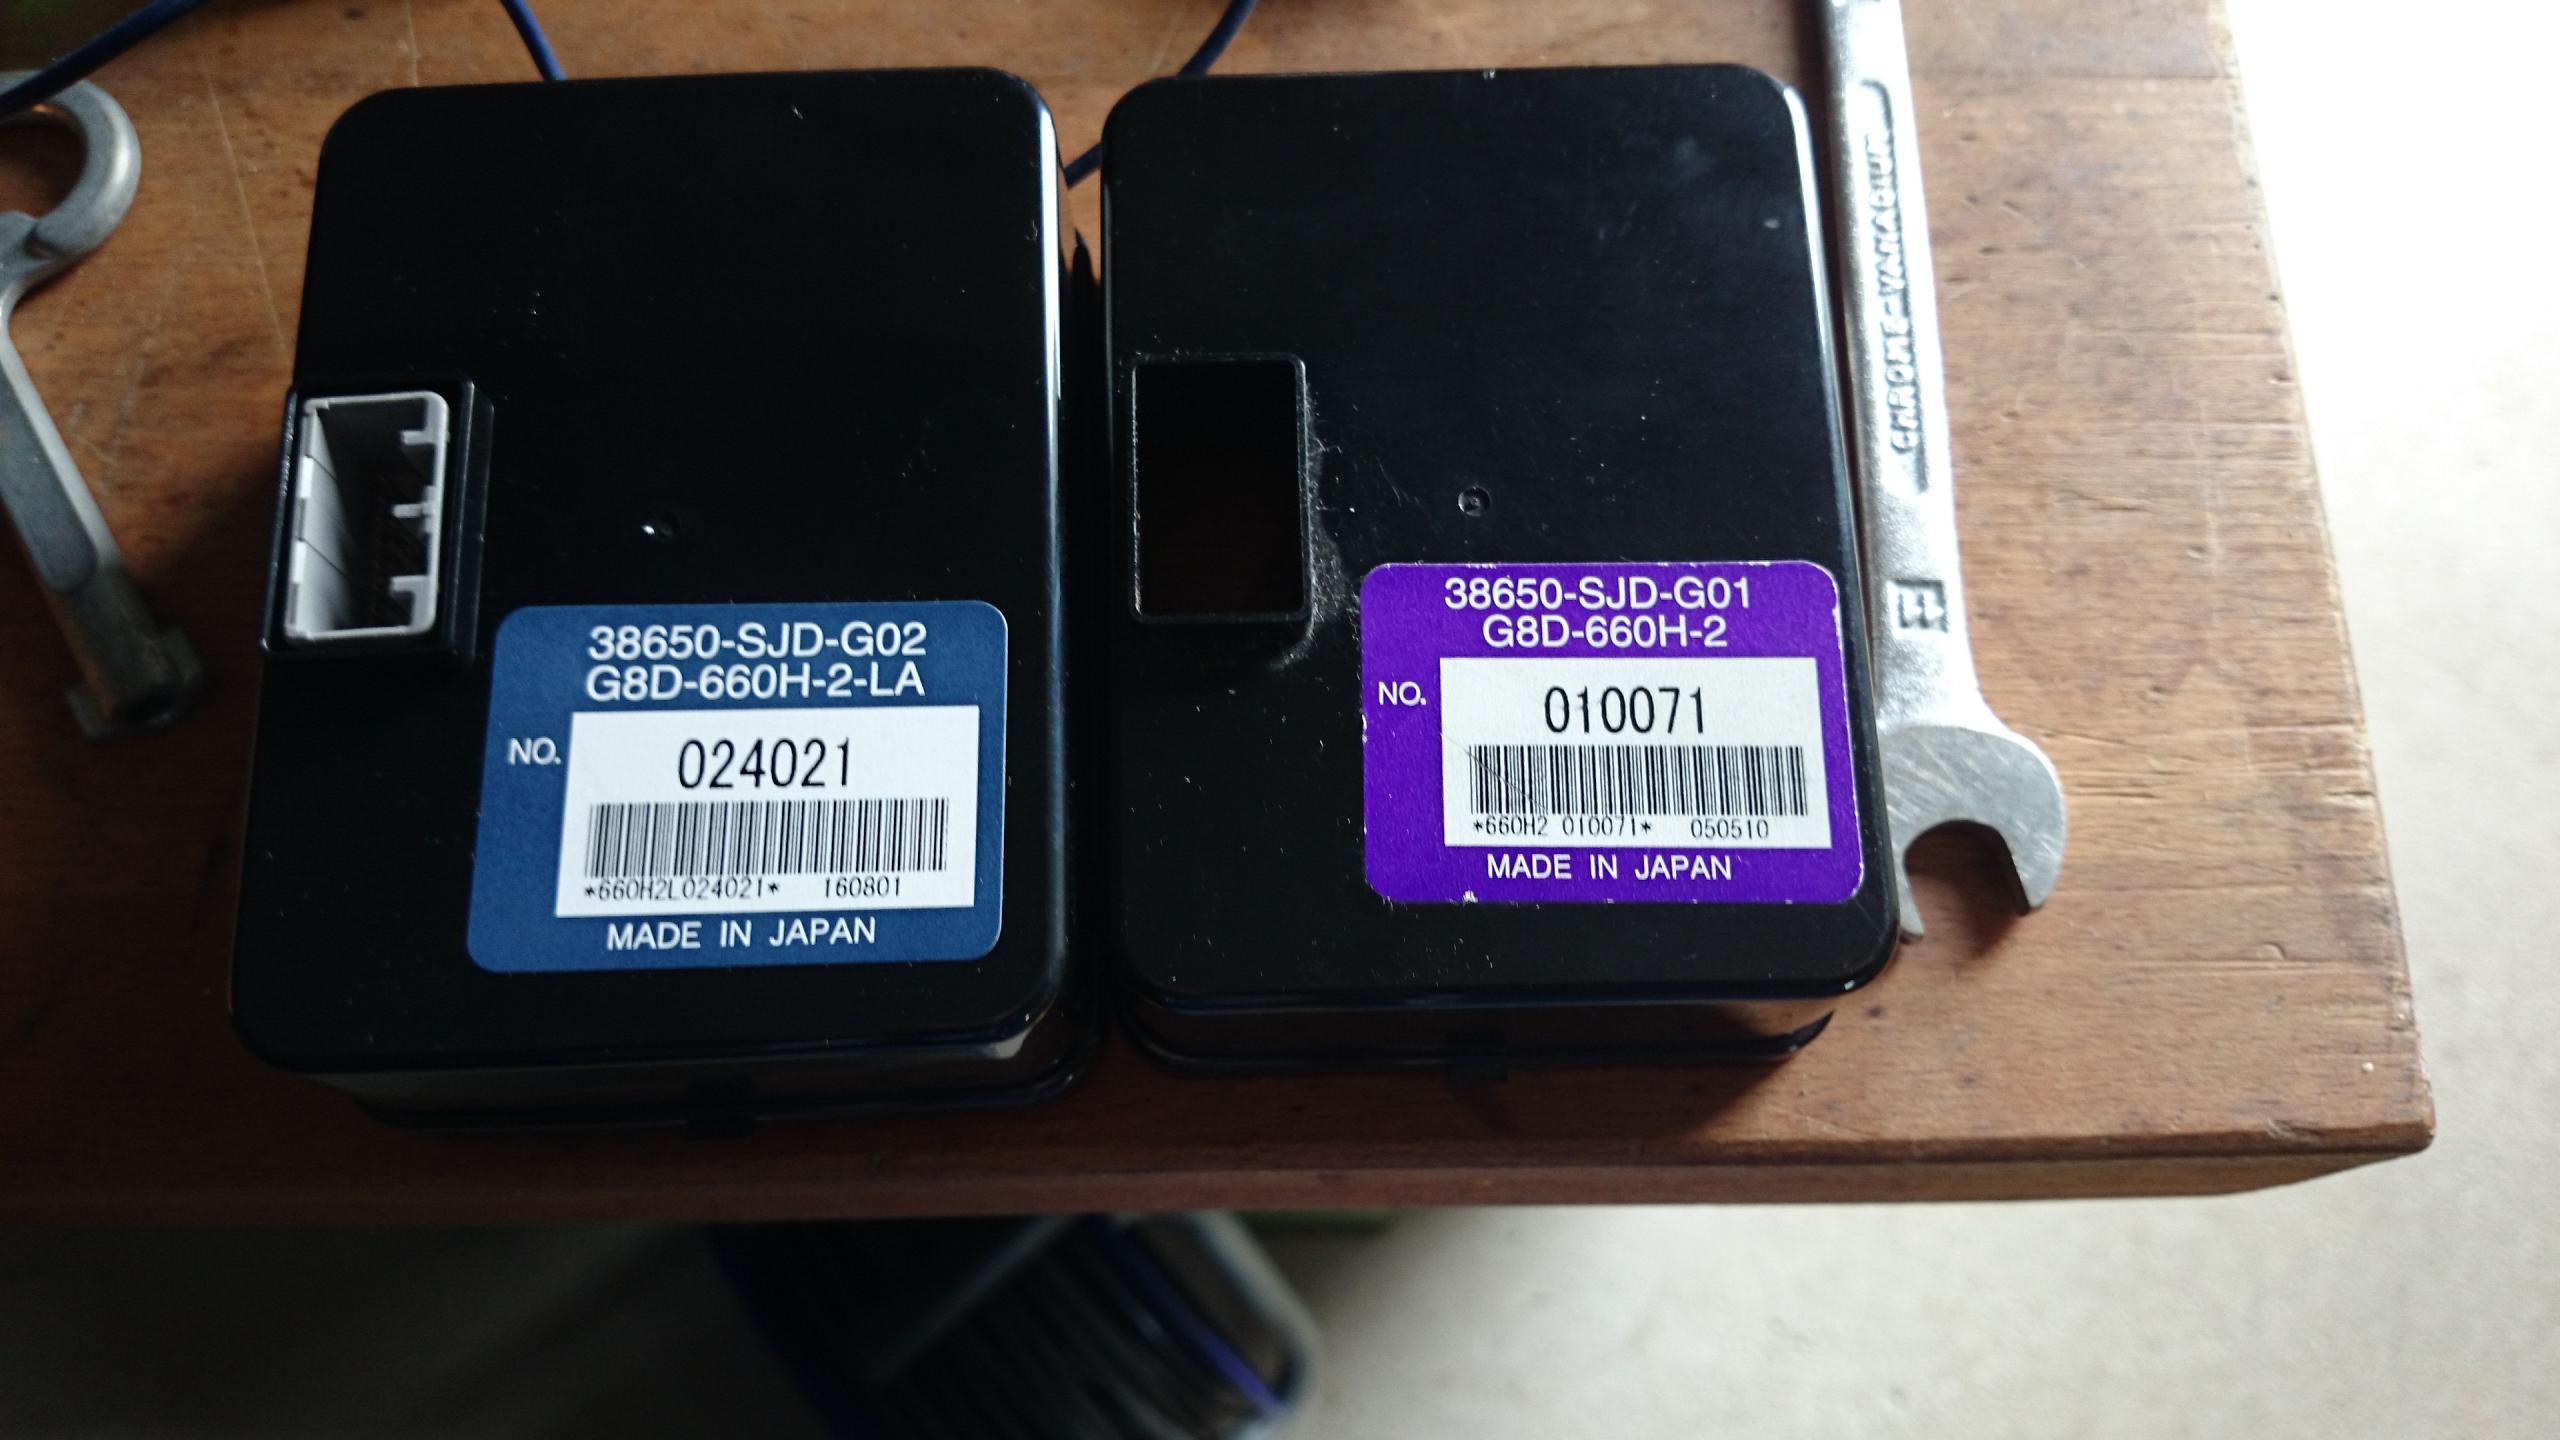 38650-SJD-G02
G8D-660H-2-LA
NO.
024021
*660H2L024021* 160801
MADE IN JAPAN
38650-SJD-G01
G8D-660H-2
NO.
010071
*660H2 010071* 050510
MADE IN JAPAN
CHROME-VANADIUM
13